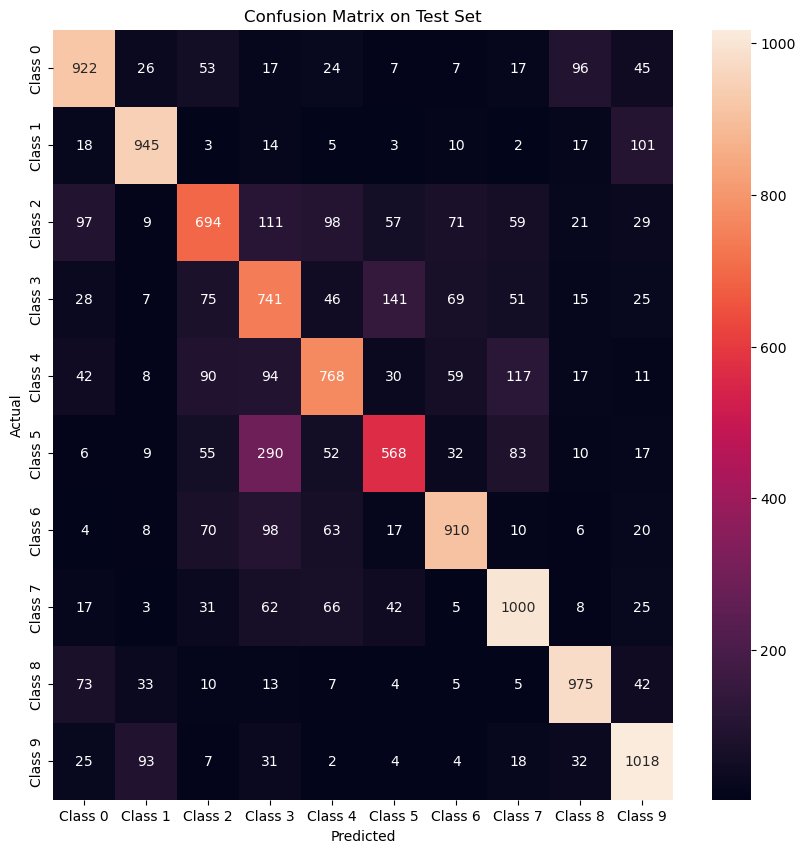 Confusion Matrix on Test Set
Class 0 922 26 53 17 24 7 7 17 96 45
Class 1 18 945 3 14 5 3 10 2 17 101
Class 2 97 9 694 111 98 57 71 59 21 29
Class 3 28 7 75 741 46 141 69 51 15 25
Class 4 42 8 90 94 768 30 59 117 17 11
Actual
Class 5 6 9 55 290 52 568 32 83 10 17
Class 6 4 8 70 98 63 17 910 10 6 20
Class 7 17 3 31 62 66 42 5 1000 8 25
Class 8 73 33 10 13 7 4 5 5 975 42
Class 9 25 93 7 31 2 4 4 18 32 1018
Class 0 Class 1 Class 2 Class 3 Class 4 Class 5 Class 6 Class 7 Class 8 Class 9
Predicted
1000
800
600
400
200